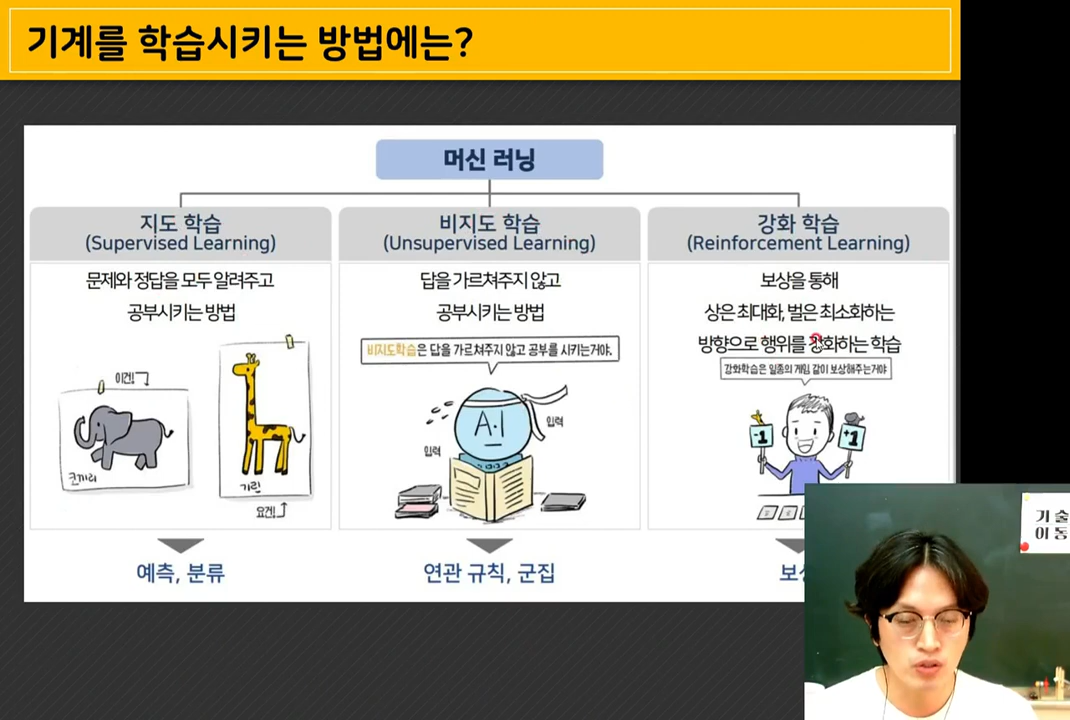 기계를 학습시키는 방법에는?
머신 러닝
지도 학습
(Supervised Learning)
문제와 정답을 모두 알려주고
공부시키는 방법
이건!
코끼리
기린
요건!
예측, 분류
비지도 학습
(Unsupervised Learning)
답을 가르쳐주지 않고
공부시키는 방법
비지도학습은 답을 가르쳐주지 않고 공부를 시키는거야.
A.I
입력
입력
연관 규칙, 군집
강화 학습
(Reinforcement Learning)
보상을 통해
상은 최대화, 벌은 최소화하는
방향으로 행위를 강화하는 학습
강화학습은 일종의 게임 같이 보상해주는거야
-1
+1
기술
이동